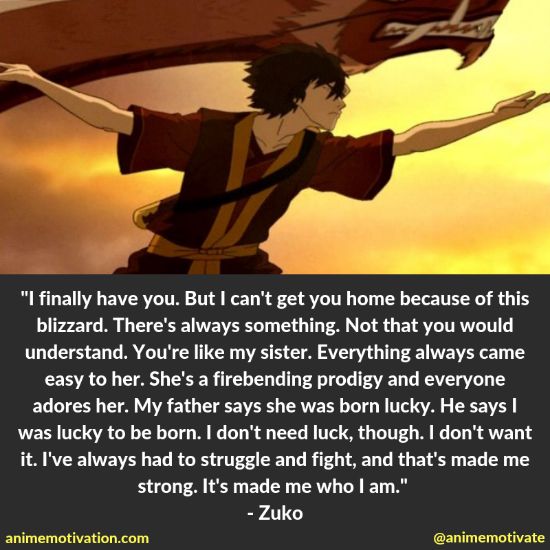 "I finally have you. But I can't get you home because of this
blizzard. There's always something. Not that you would
understand. You're like my sister. Everything always came
easy to her. She's a firebending prodigy and everyone
adores her. My father says she was born lucky. He says I
was lucky to be born. I don't need luck, though. I don't want
it. I've always had to struggle and fight, and that's made me
strong. It's made me who I am."
- Zuko
animemotivation.com
@animemotivate